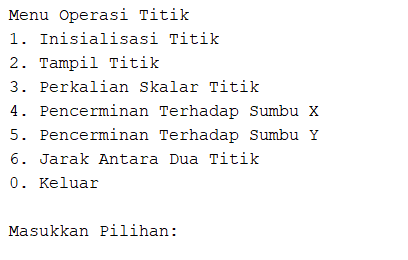 Menu Operasi Titik
1. Inisialisasi Titik
2. Tampil Titik
3. Perkalian Skalar Titik
4. Pencerminan Terhadap Sumbu X
5. Pencerminan Terhadap Sumbu Y
6. Jarak Antara Dua Titik
0. Keluar
Masukkan Pilihan: